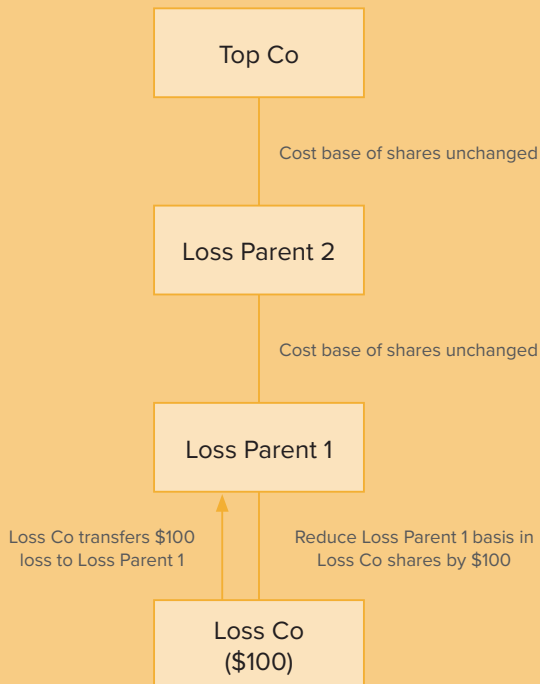 Top Co
Cost base of shares unchanged
Loss Parent 2
Cost base of shares unchanged
Loss Parent 1
Loss Co transfers $100
loss to Loss Parent 1
Reduce Loss Parent 1 basis in
Loss Co shares by $100
Loss Co
($100)